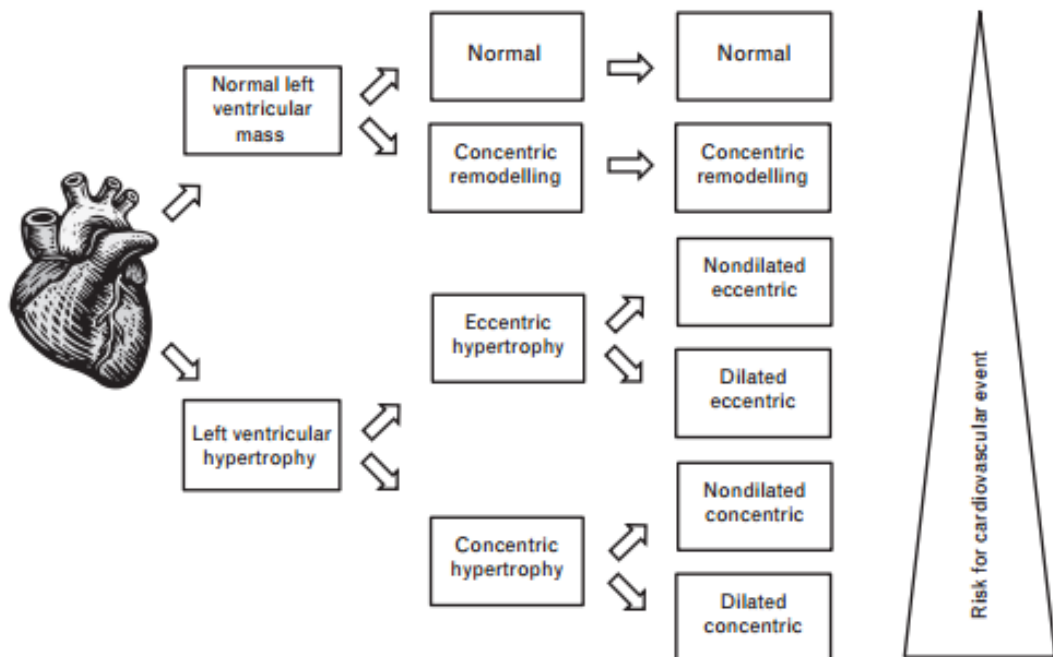 Normal left
ventricular
mass
Left ventricular
hypertrophy
Normal
Concentric
remodelling
Eccentric
hypertrophy
Concentric
hypertrophy
Normal
Concentric
remodelling
Nondilated
eccentric
Dilated
eccentric
Nondilated
concentric
Dilated
concentric
Risk for cardiovascular event